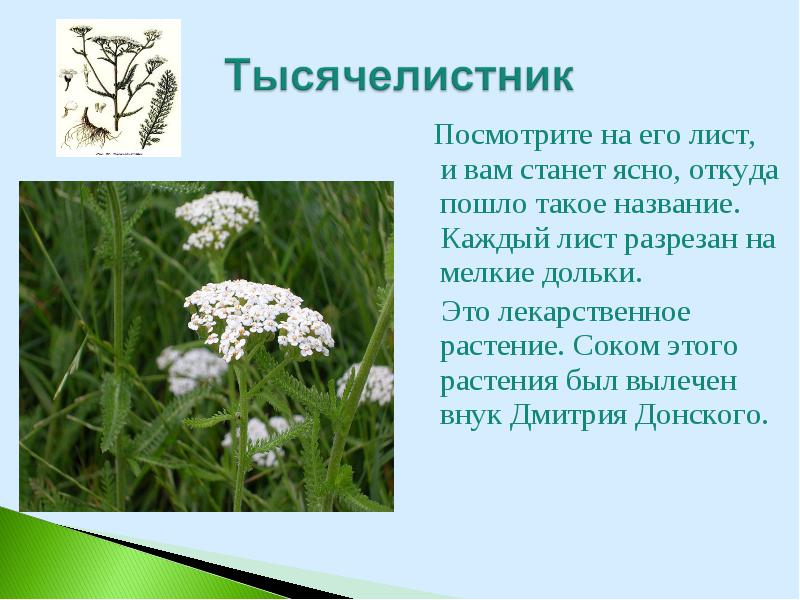 Тысячелистник
Посмотрите на его лист,
и вам станет ясно, откуда
пошло такое название.
Каждый лист разрезан на
мелкие дольки.
Это лекарственное
растение. Соком этого
растения был вылечен
внук Дмитрия Донского.